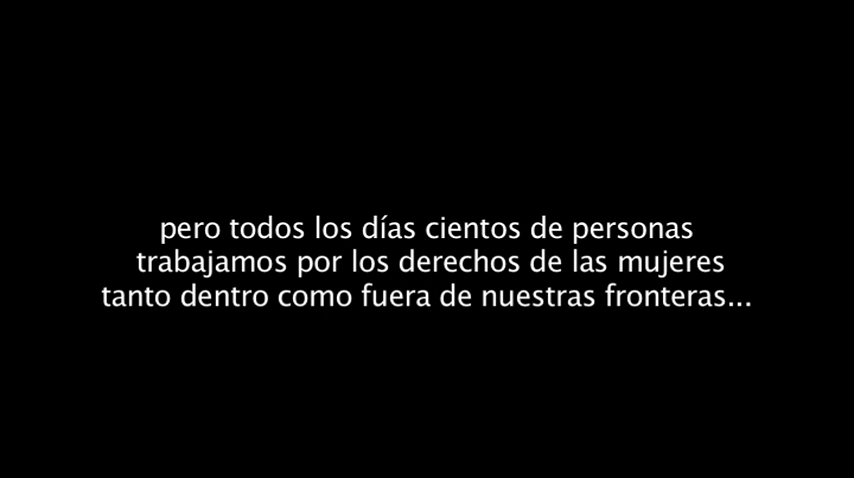 pero todos los días cientos de personas
trabajamos por los derechos de las mujeres
tanto dentro como fuera de nuestras fronteras...